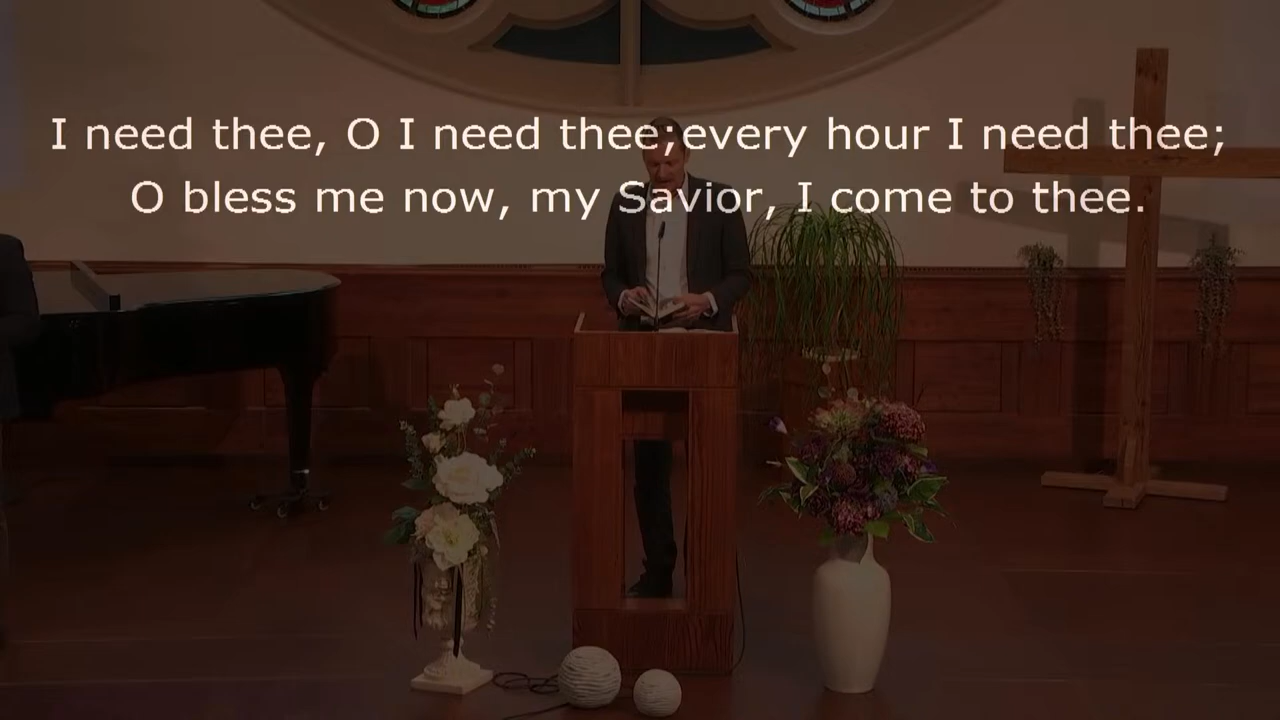 I need thee, O I need thee;every hour I need thee;
O bless me now, my Savior, I come to thee.